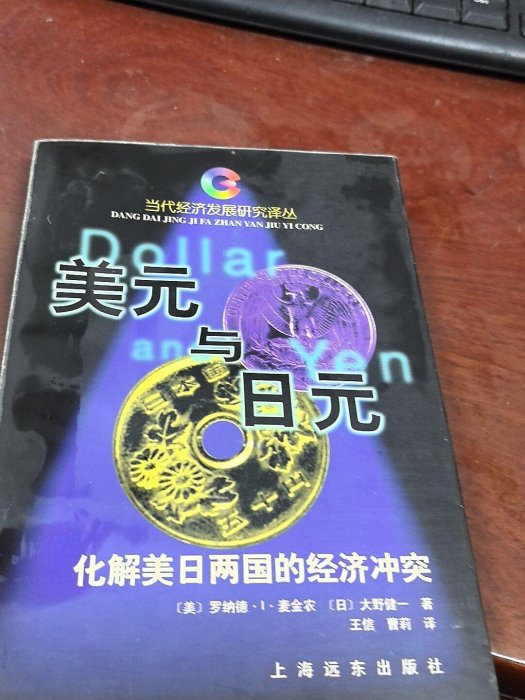 当代经济发展研究译丛
DANG DAI JING JI FA ZHAN YAN JIU YI CONG
Dollar
美元
and Yen
与
日元
化解美日两国的经济冲突
〔美〕罗纳德·I·麦金农 〔日〕大野健一 著
王信 曹莉 译
上海远东出版社